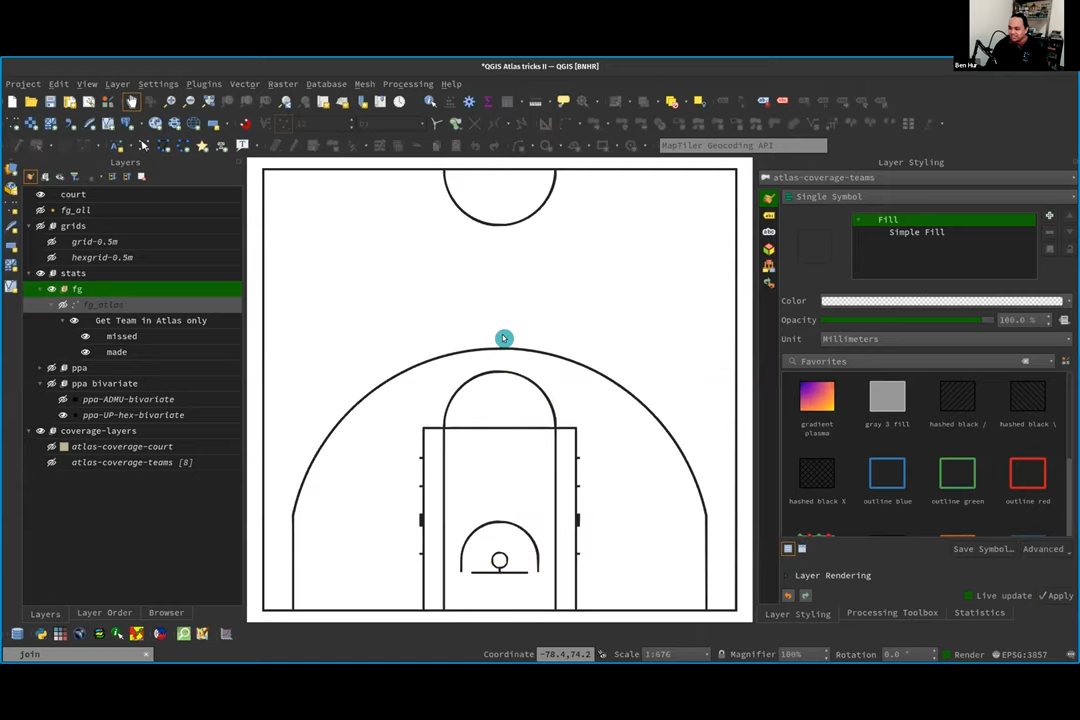 Ben Hur
*QGIS Atlas tricks II — QGIS [BNHR]
Project Edit View Layer Settings Plugins Vector Raster Database Mesh Processing Help
MapTiler Geocoding API
Layers
court
fg_all
grids
grid-0.5m
hexgrid-0.5m
stats
fg
fg_atlas
Get Team in Atlas only
missed
made
ppa
ppa bivariate
ppa-ADMU-bivariate
ppa-UP-hex-bivariate
coverage-layers
atlas-coverage-court
atlas-coverage-teams [8]
Layers Layer Order Browser
join
Layer Styling
atlas-coverage-teams
Single Symbol
Fill
Simple Fill
Color
Opacity 100.0 %
Unit Millimeters
Favorites
gradient plasma
gray 3 fill
hashed black /
hashed black \
hashed black X
outline blue
outline green
outline red
Save Symbol… Advanced
Layer Rendering
Live update Apply
Layer Styling Processing Toolbox Statistics
Coordinate -78.4,74.2 Scale 1:676 Magnifier 100% Rotation 0.0 ° Render EPSG:3857